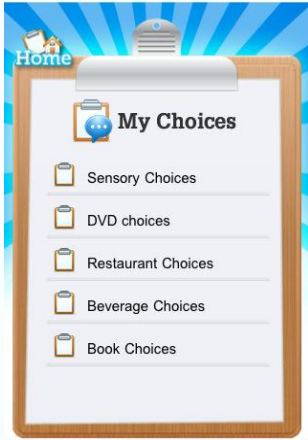 Home
My Choices
Sensory Choices
DVD choices
Restaurant Choices
Beverage Choices
Book Choices